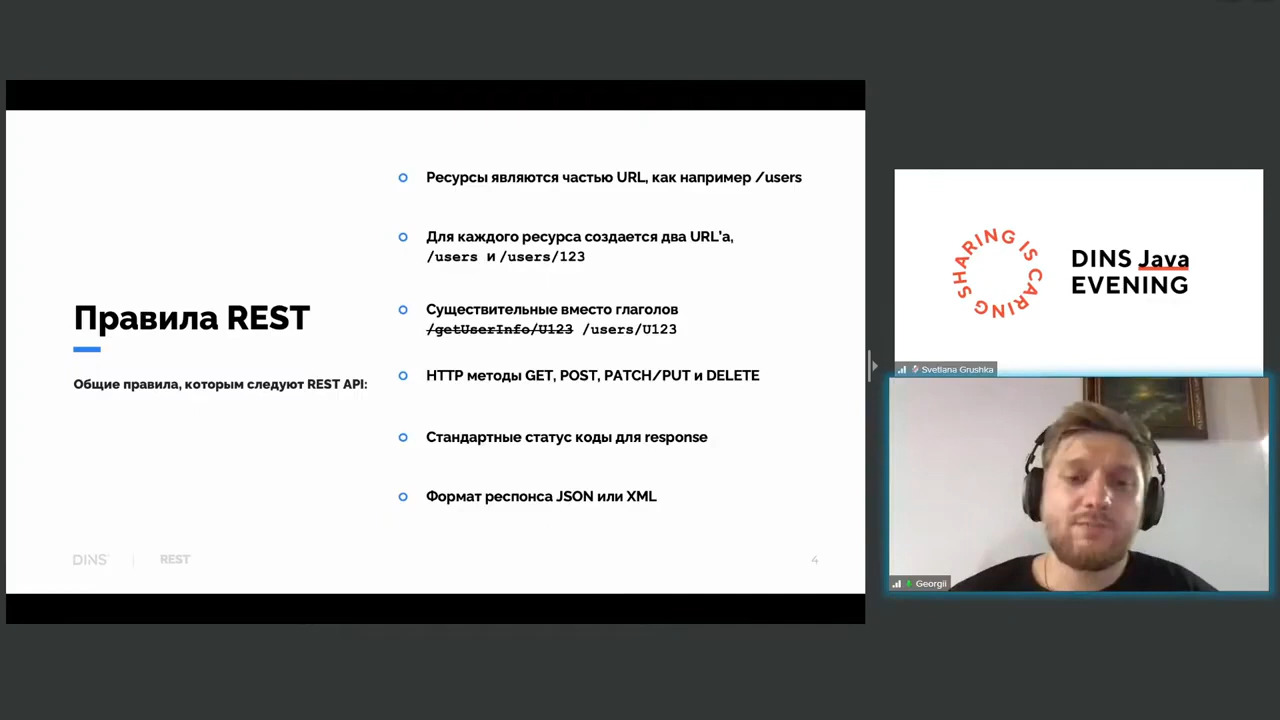 Правила REST
Общие правила, которым следуют REST API:
Ресурсы являются частью URL, как например /users
Для каждого ресурса создается два URL'a,
/users и /users/123
Существительные вместо глаголов
/getUserInfo/U123 /users/U123
HTTP методы GET, POST, PATCH/PUT и DELETE
Стандартные статус коды для response
Формат респонса JSON или XML
DINS | REST
4
SHARING IS CARING
DINS Java
EVENING
Svetlana Grushka
Georgii